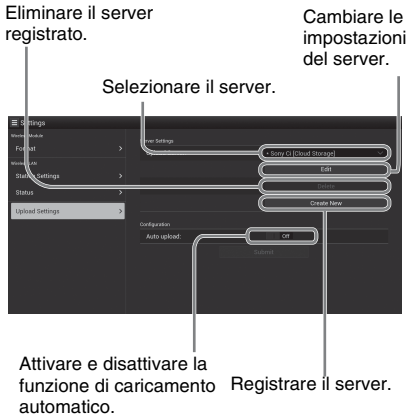 Eliminare il server
registrato.
Cambiare le
impostazioni
del server.
Selezionare il server.
Settings
Wireless Module
Format
Wireless LAN
Station Settings
Status
Upload Settings
Server Settings
Sony Ci [Cloud Storage]
Edit
Delete
Create New
Configuration
Auto upload:
Off
Submit
Attivare e disattivare la
funzione di caricamento
automatico.
Registrare il server.